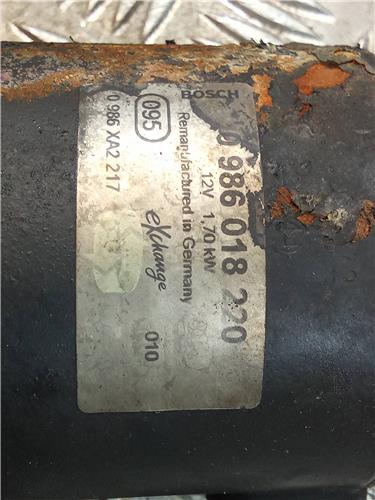 BOSCH
0 986 018 220
12V 1,70 kW
Remanufactured in Germany
095
eXchange
010
0 986 XA2 217